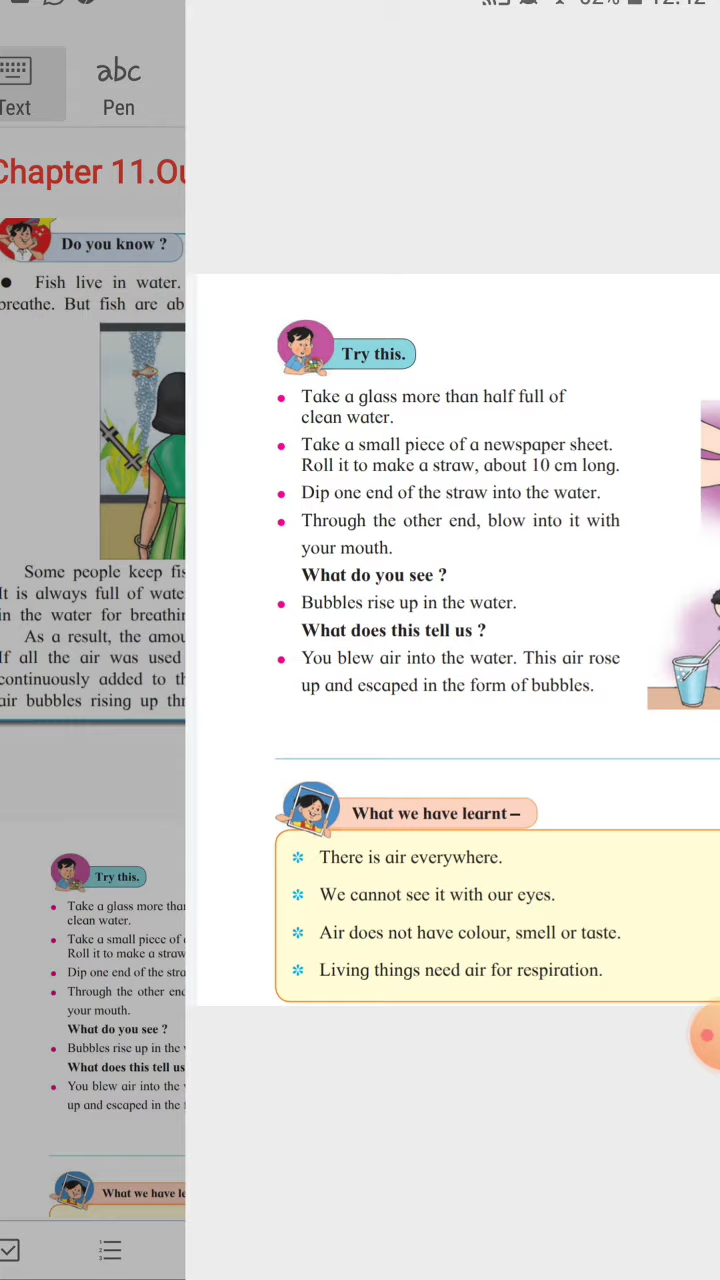 12:12
Text
abc
Pen
Chapter 11.Ou
Do you know ?
● Fish live in water.
breathe. But fish are ab
Some people keep fis
It is always full of wate
in the water for breathin
As a result, the amou
If all the air was used
continuously added to th
air bubbles rising up thr
Try this.
• Take a glass more than
clean water.
• Take a small piece of
Roll it to make a straw
• Dip one end of the stra
• Through the other end
your mouth.
What do you see ?
• Bubbles rise up in the
What does this tell us
• You blew air into the
up and escaped in the
What we have le
Try this.
• Take a glass more than half full of
clean water.
• Take a small piece of a newspaper sheet.
Roll it to make a straw, about 10 cm long.
• Dip one end of the straw into the water.
• Through the other end, blow into it with
your mouth.
What do you see ?
• Bubbles rise up in the water.
What does this tell us ?
• You blew air into the water. This air rose
up and escaped in the form of bubbles.
What we have learnt –
✼ There is air everywhere.
✼ We cannot see it with our eyes.
✼ Air does not have colour, smell or taste.
✼ Living things need air for respiration.